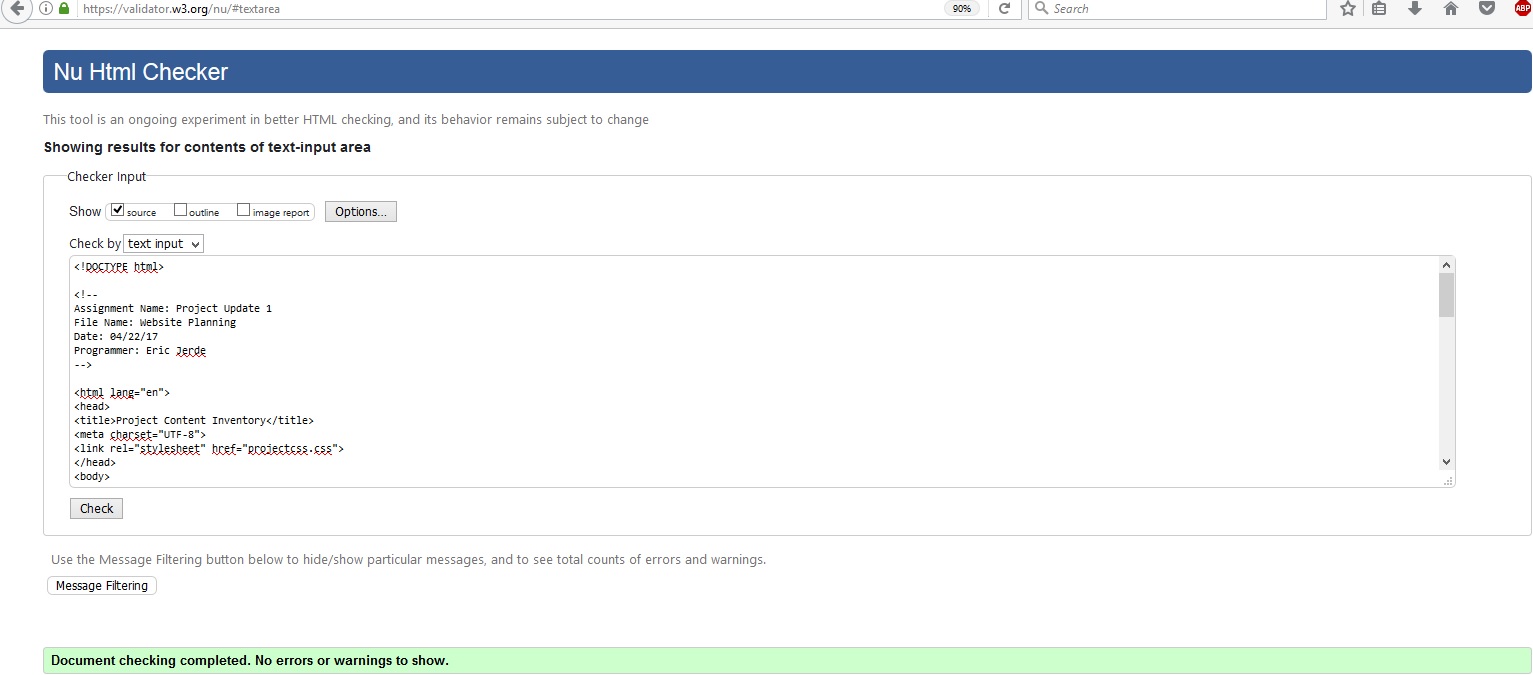 https://validator.w3.org/nu/#textarea 90% Search ABP
Nu Html Checker
This tool is an ongoing experiment in better HTML checking, and its behavior remains subject to change
Showing results for contents of text-input area
Checker Input
Show source outline image report Options...
Check by text input
<!DOCTYPE html>
<!--
Assignment Name: Project Update 1
File Name: Website Planning
Date: 04/22/17
Programmer: Eric Jerde
-->
<html lang="en">
<head>
<title>Project Content Inventory</title>
<meta charset="UTF-8">
<link rel="stylesheet" href="projectcss.css">
</head>
<body>
Check
Use the Message Filtering button below to hide/show particular messages, and to see total counts of errors and warnings.
Message Filtering
Document checking completed. No errors or warnings to show.